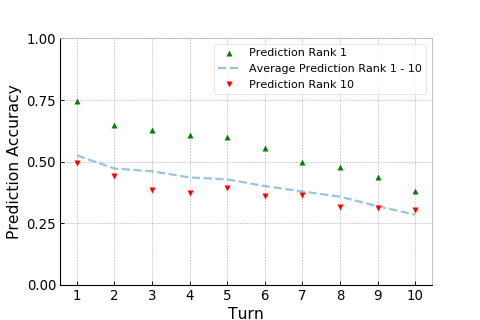 1.00
0.75
0.50
0.25
0.00
Prediction Accuracy
Prediction Rank 1
Average Prediction Rank 1 - 10
Prediction Rank 10
1 2 3 4 5 6 7 8 9 10
Turn